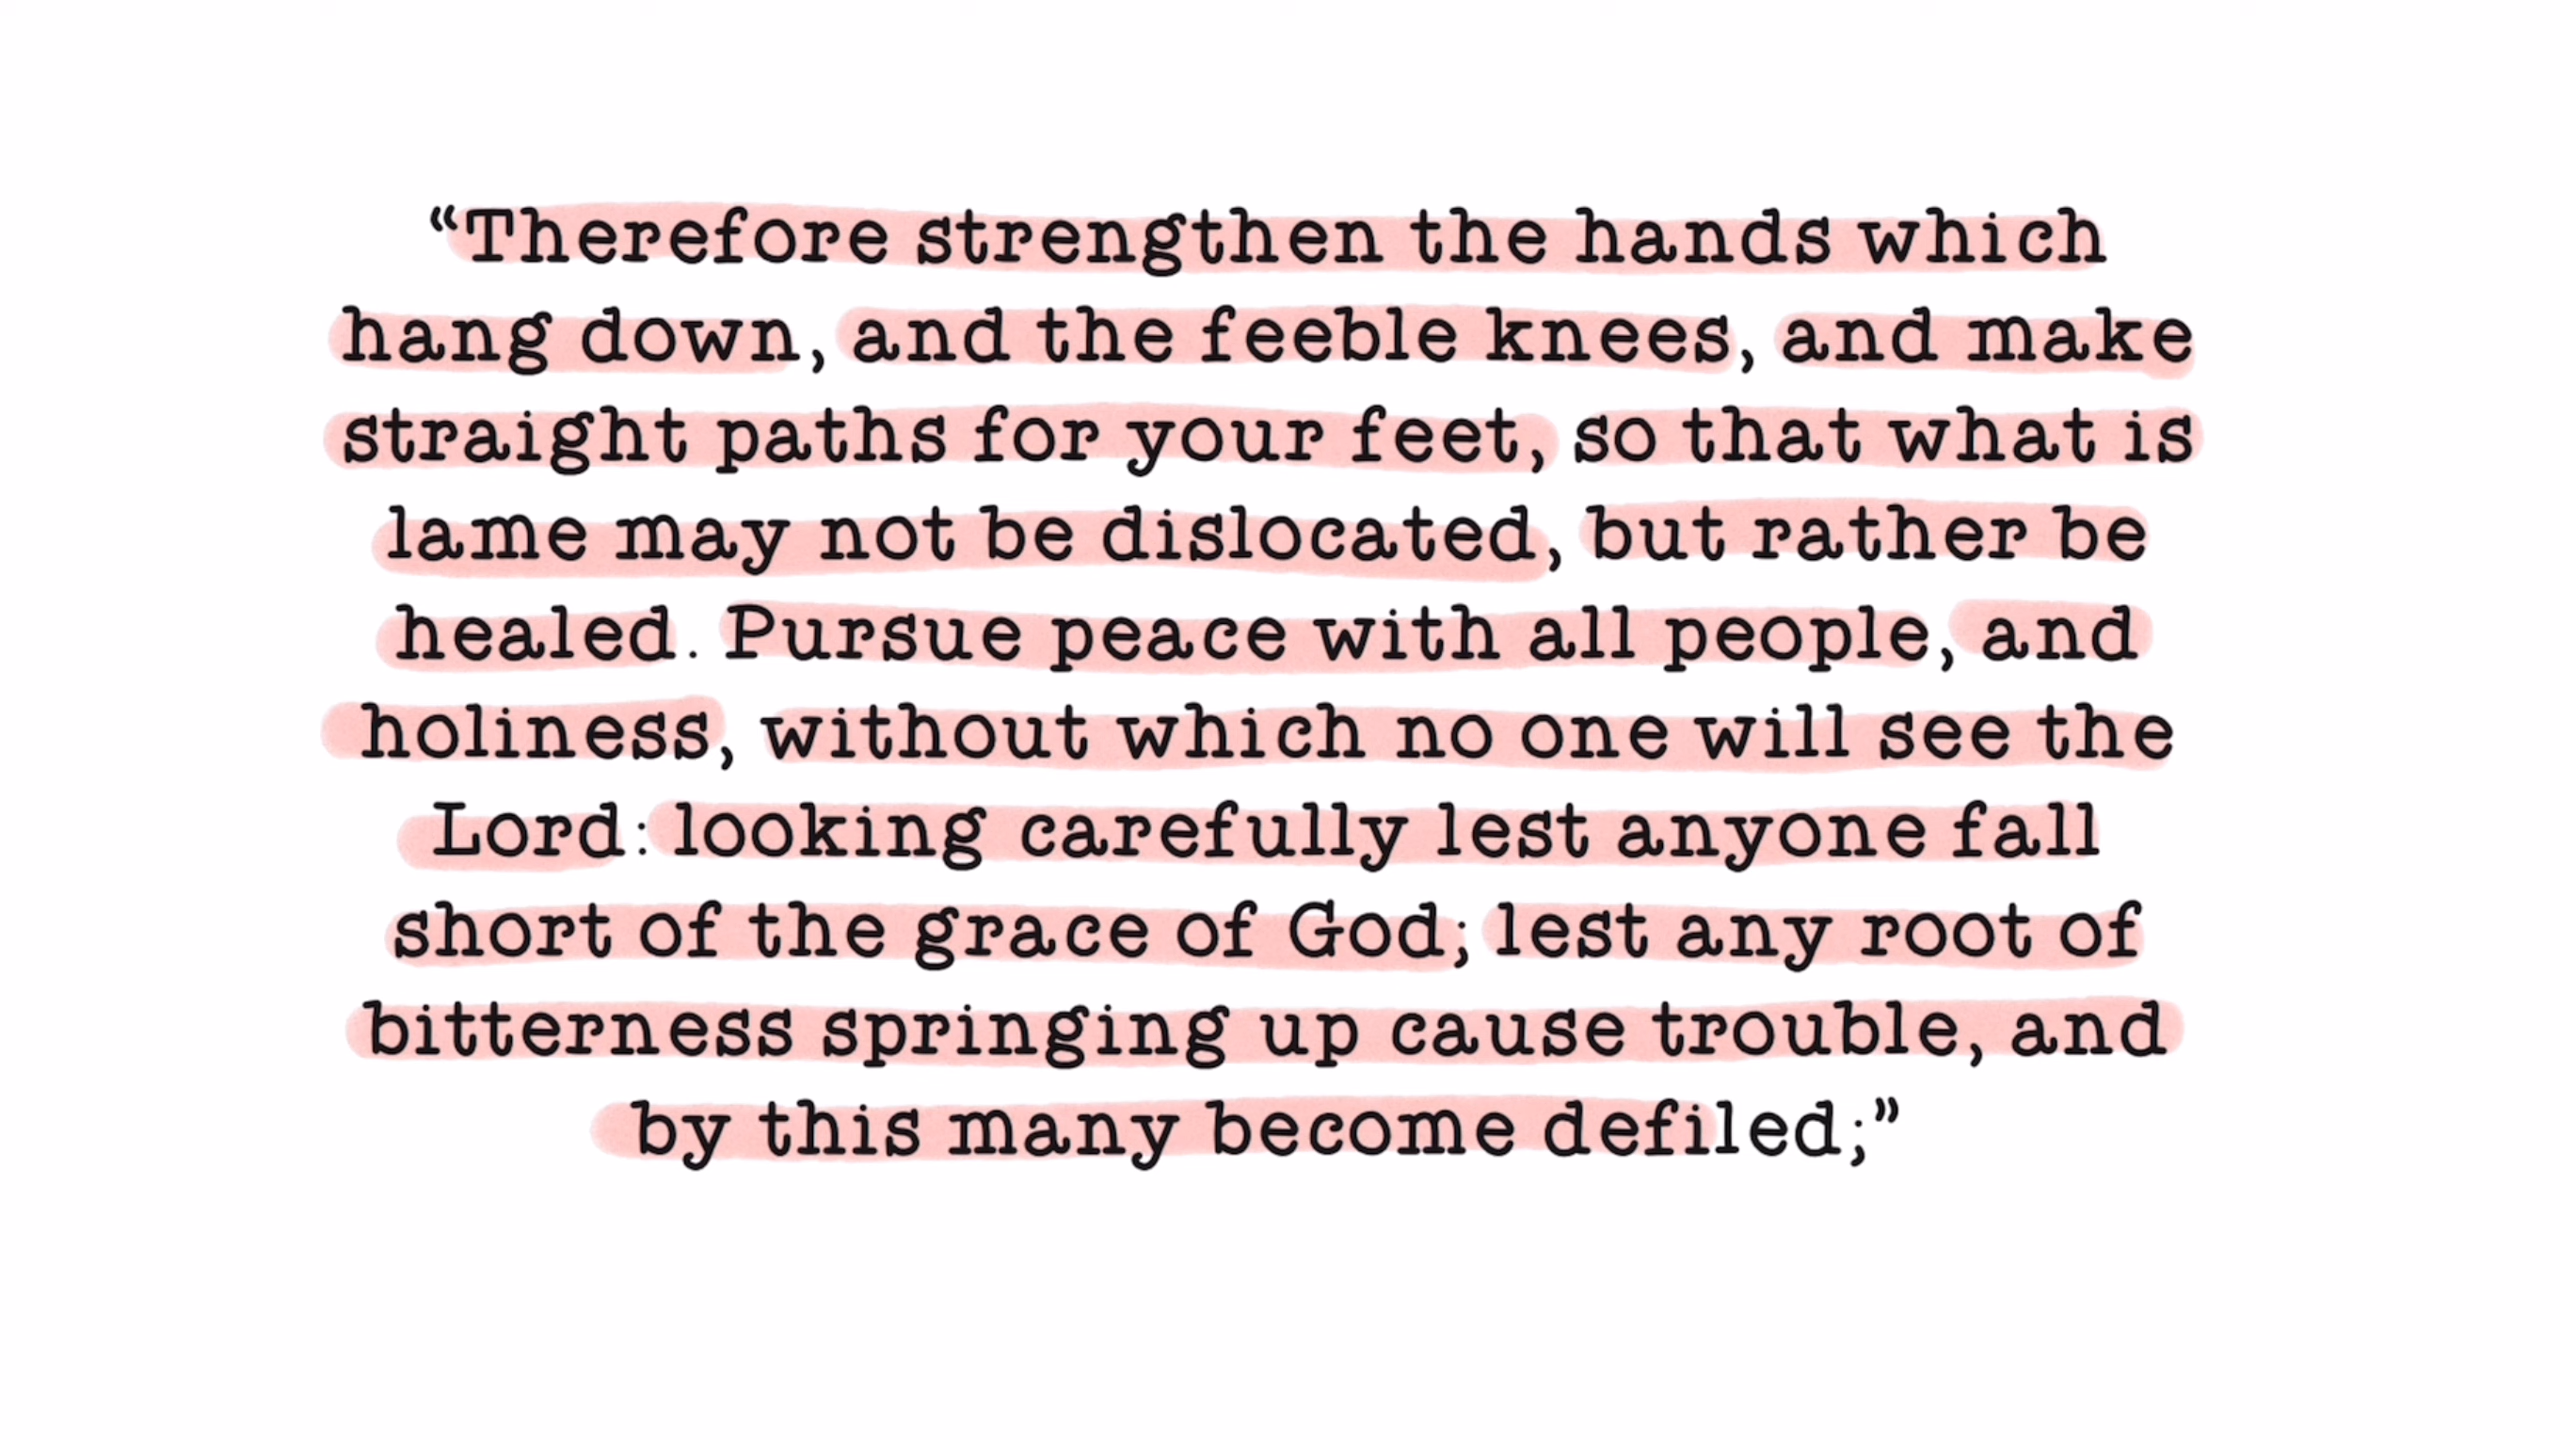 “Therefore strengthen the hands which
hang down, and the feeble knees, and make
straight paths for your feet, so that what is
lame may not be dislocated, but rather be
healed. Pursue peace with all people, and
holiness, without which no one will see the
Lord: looking carefully lest anyone fall
short of the grace of God; lest any root of
bitterness springing up cause trouble, and
by this many become defiled;”